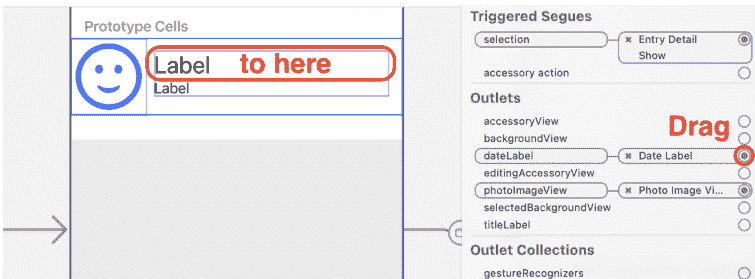 Prototype Cells
Label to here
Label
Triggered Segues
selection ✖ Entry Detail
Show
accessory action
Outlets
accessoryView
Drag
backgroundView
dateLabel ✖ Date Label
editingAccessoryView
photoImageView ✖ Photo Image Vi...
selectedBackgroundView
titleLabel
Outlet Collections
gestureRecognizers